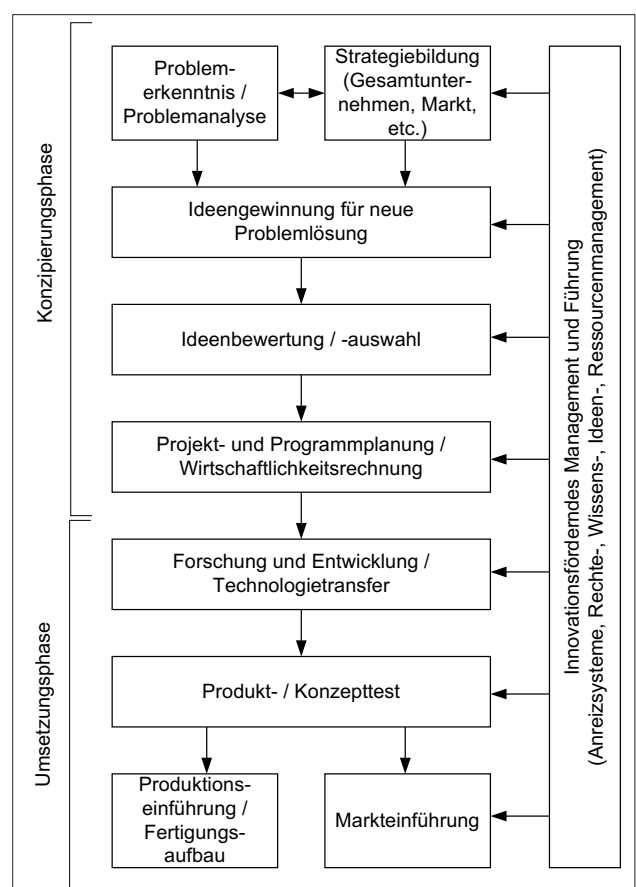 Konzipierungsphase
Problem-
erkenntnis /
Problemanalyse
Strategiebildung
(Gesamtunter-
nehmen, Markt,
etc.)
Ideengewinnung für neue
Problemlösung
Ideenbewertung / -auswahl
Projekt- und Programmplanung /
Wirtschaftlichkeitsrechnung
Umsetzungsphase
Forschung und Entwicklung /
Technologietransfer
Produkt- / Konzepttest
Produktions-
einführung /
Fertigungs-
aufbau
Markteinführung
Innovationsförderndes Management und Führung
(Anreizsysteme, Rechte-, Wissens-, Ideen-, Ressourcenmanagement)